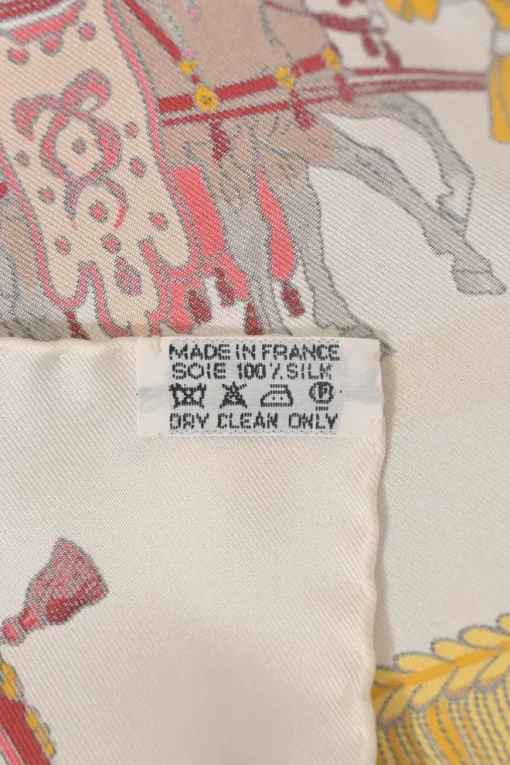 MADE IN FRANCE
SOIE 100% SILK
P
DRY CLEAN ONLY